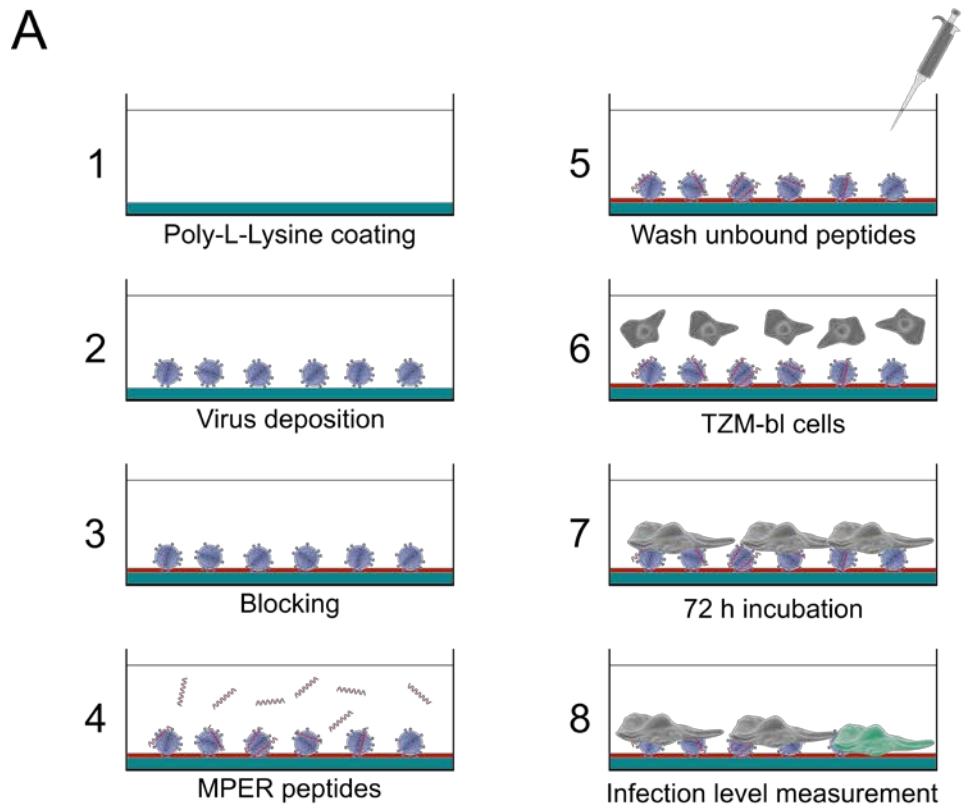 A
1
Poly-L-Lysine coating
2
Virus deposition
3
Blocking
4
MPER peptides
5
Wash unbound peptides
6
TZM-bl cells
7
72 h incubation
8
Infection level measurement